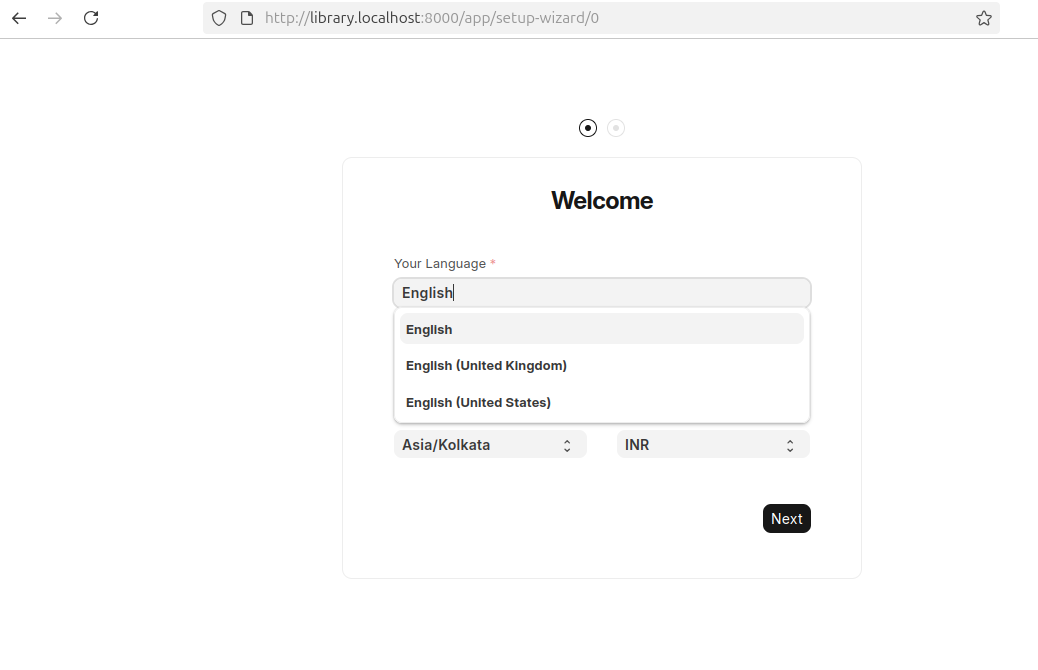 http://library.localhost:8000/app/setup-wizard/0
Welcome
Your Language *
English
English
English (United Kingdom)
English (United States)
Asia/Kolkata INR
Next